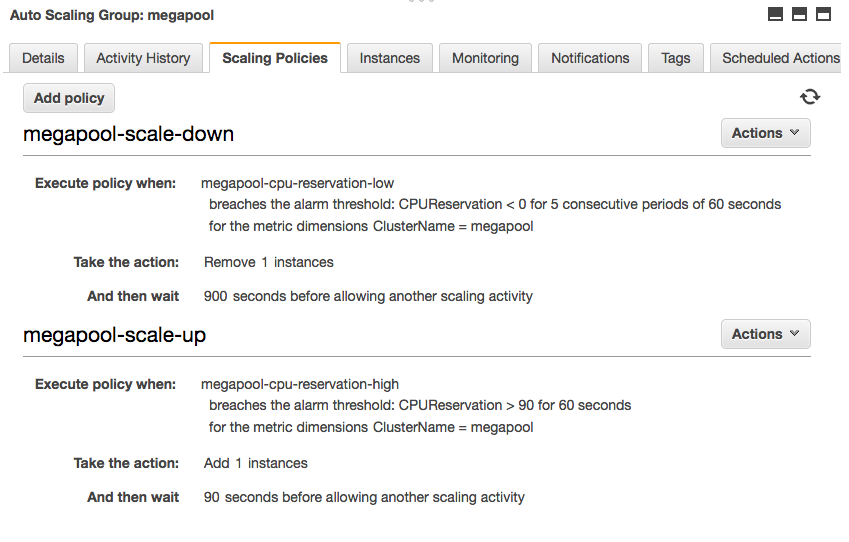 Auto Scaling Group: megapool
Details Activity History Scaling Policies Instances Monitoring Notifications Tags Scheduled Actions
Add policy
megapool-scale-down Actions
Execute policy when: megapool-cpu-reservation-low
breaches the alarm threshold: CPUReservation < 0 for 5 consecutive periods of 60 seconds
for the metric dimensions ClusterName = megapool
Take the action: Remove 1 instances
And then wait 900 seconds before allowing another scaling activity
megapool-scale-up Actions
Execute policy when: megapool-cpu-reservation-high
breaches the alarm threshold: CPUReservation > 90 for 60 seconds
for the metric dimensions ClusterName = megapool
Take the action: Add 1 instances
And then wait 90 seconds before allowing another scaling activity